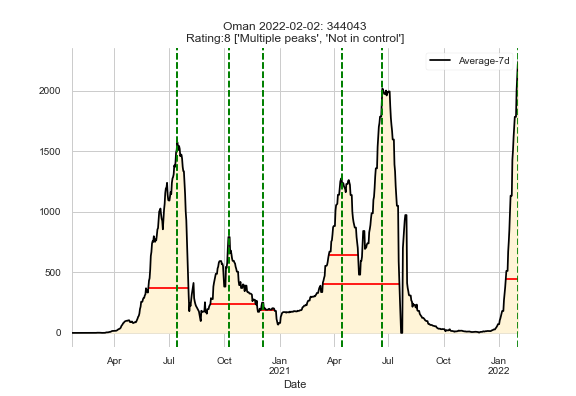 Oman 2022-02-02: 344043
Rating:8 ['Multiple peaks', 'Not in control']
Average-7d
2000
1500
1000
500
0
Apr Jul Oct Jan Apr Jul Oct Jan
2021 2022
Date